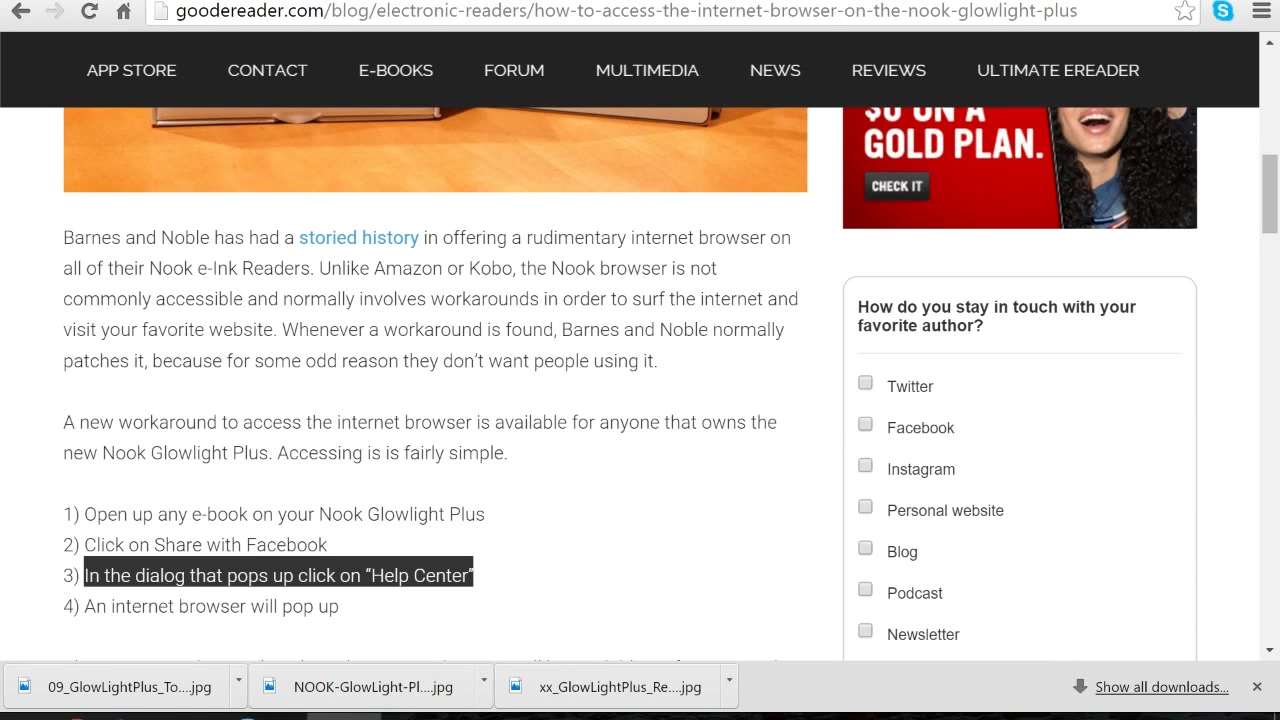 goodereader.com/blog/electronic-readers/how-to-access-the-internet-browser-on-the-nook-glowlight-plus
APP STORE CONTACT E-BOOKS FORUM MULTIMEDIA NEWS REVIEWS ULTIMATE EREADER
$0 ON A
GOLD PLAN.
CHECK IT
Barnes and Noble has had a storied history in offering a rudimentary internet browser on
all of their Nook e-Ink Readers. Unlike Amazon or Kobo, the Nook browser is not
commonly accessible and normally involves workarounds in order to surf the internet and
visit your favorite website. Whenever a workaround is found, Barnes and Noble normally
patches it, because for some odd reason they don’t want people using it.
A new workaround to access the internet browser is available for anyone that owns the
new Nook Glowlight Plus. Accessing is is fairly simple.
1) Open up any e-book on your Nook Glowlight Plus
2) Click on Share with Facebook
3) In the dialog that pops up click on “Help Center”
4) An internet browser will pop up
How do you stay in touch with your
favorite author?
Twitter
Facebook
Instagram
Personal website
Blog
Podcast
Newsletter
09_GlowLightPlus_To....jpg NOOK-GlowLight-Pl....jpg xx_GlowLightPlus_Re....jpg Show all downloads...